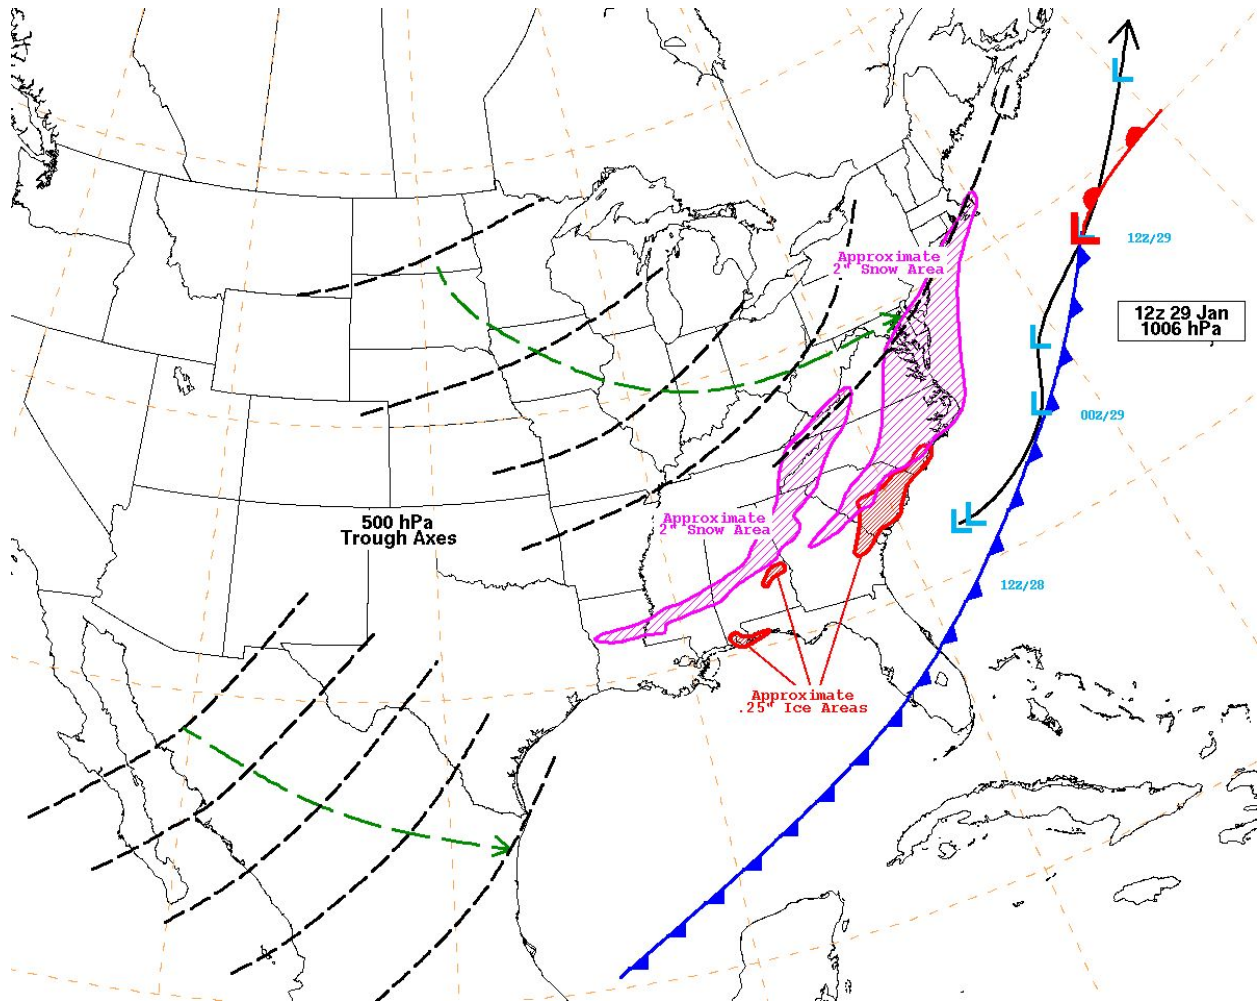 12Z/29
Approximate
2" Snow Area
12z 29 Jan
1006 hPa
00Z/29
500 hPa
Trough Axes
Approximate
2" Snow Area
12Z/28
Approximate
.25" Ice Areas
L
L
L
L
L
L
L